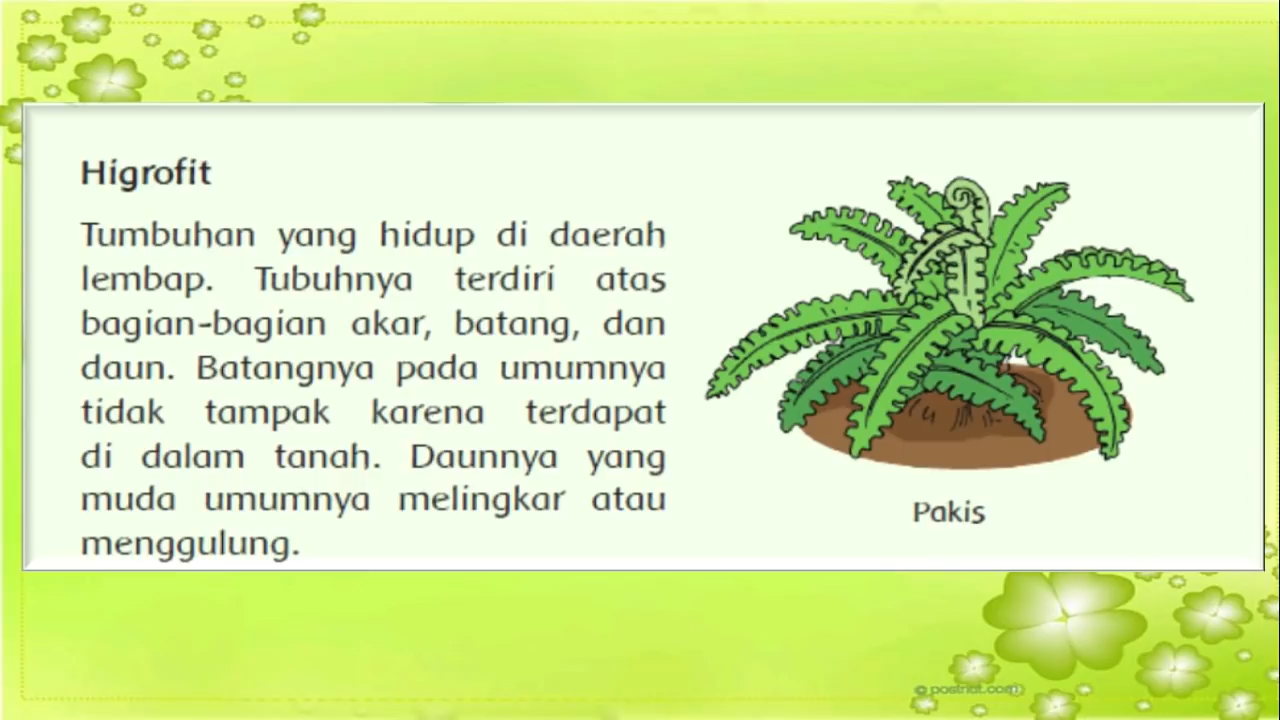 Higrofit
Tumbuhan yang hidup di daerah
lembap. Tubuhnya terdiri atas
bagian-bagian akar, batang, dan
daun. Batangnya pada umumnya
tidak tampak karena terdapat
di dalam tanah. Daunnya yang
muda umumnya melingkar atau
menggulung.
Pakis